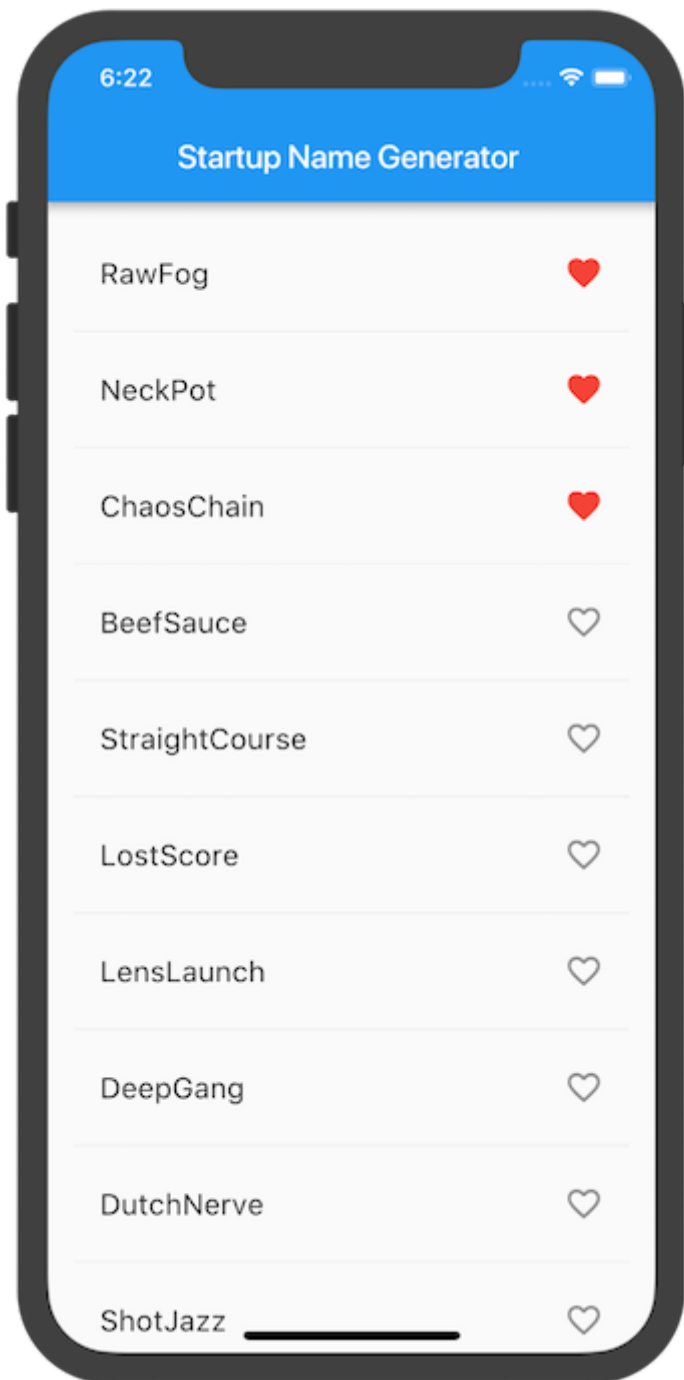 6:22
Startup Name Generator
RawFog
NeckPot
ChaosChain
BeefSauce
StraightCourse
LostScore
LensLaunch
DeepGang
DutchNerve
ShotJazz